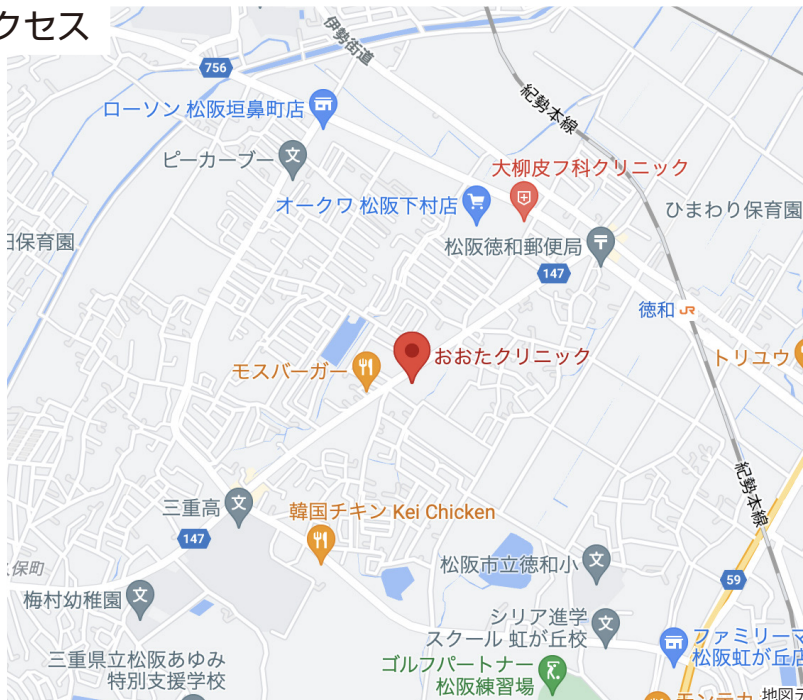 クセス
伊勢街道
756
紀勢本線
ローソン 松阪垣鼻町店
ピーカーブー
文
大柳皮フ科クリニック
オークワ 松阪下村店
ひまわり保育園
保育園
松阪徳和郵便局
147
徳和 JR
おおたクリニック
トリユウ
モスバーガー
紀勢本線
三重高
文
韓国チキン Kei Chicken
147
松阪市立徳和小
文
保町
59
梅村幼稚園
文
シリア進学
スクール 虹が丘校
文
ファミリーマ
松阪虹が丘店
三重県立松阪あゆみ
特別支援学校
ゴルフパートナー
松阪練習場